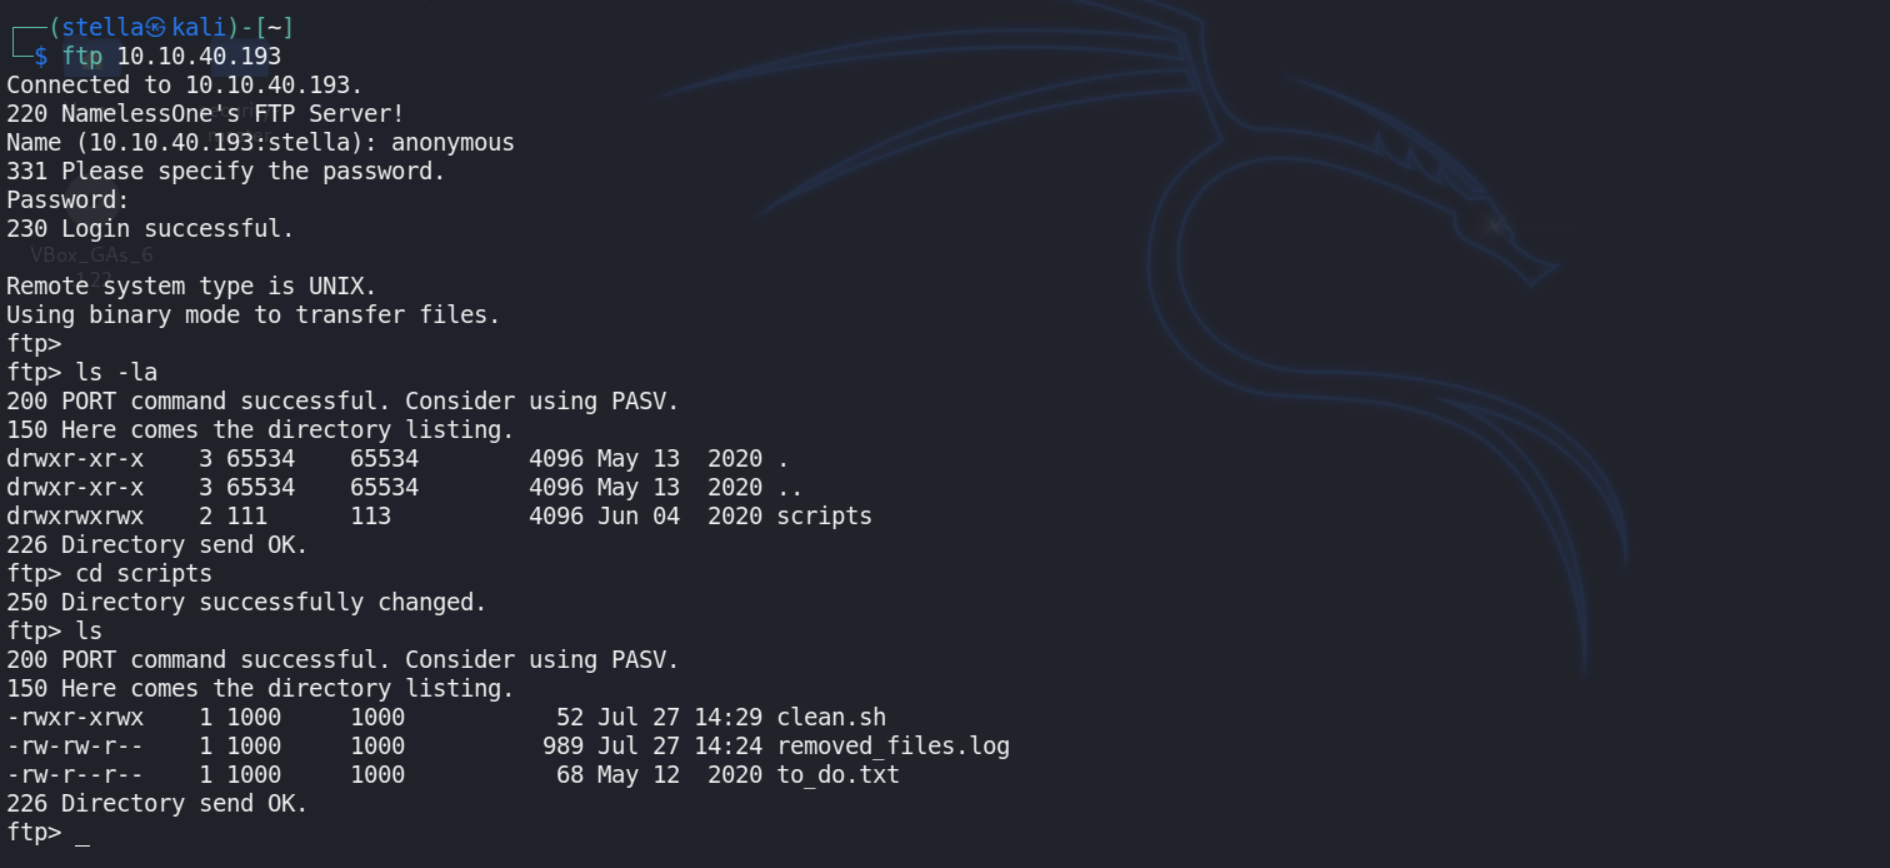 ┌──(stella㉿kali)-[~]
└─$ ftp 10.10.40.193
Connected to 10.10.40.193.
220 NamelessOne's FTP Server!
Name (10.10.40.193:stella): anonymous
331 Please specify the password.
Password:
230 Login successful.
VBox_GAs_6
1.22
Remote system type is UNIX.
Using binary mode to transfer files.
ftp>
ftp> ls -la
200 PORT command successful. Consider using PASV.
150 Here comes the directory listing.
drwxr-xr-x    3 65534    65534        4096 May 13  2020 .
drwxr-xr-x    3 65534    65534        4096 May 13  2020 ..
drwxrwxrwx    2 111      113          4096 Jun 04  2020 scripts
226 Directory send OK.
ftp> cd scripts
250 Directory successfully changed.
ftp> ls
200 PORT command successful. Consider using PASV.
150 Here comes the directory listing.
-rwxr-xrwx    1 1000     1000           52 Jul 27 14:29 clean.sh
-rw-rw-r--    1 1000     1000          989 Jul 27 14:24 removed_files.log
-rw-r--r--    1 1000     1000           68 May 12  2020 to_do.txt
226 Directory send OK.
ftp> _